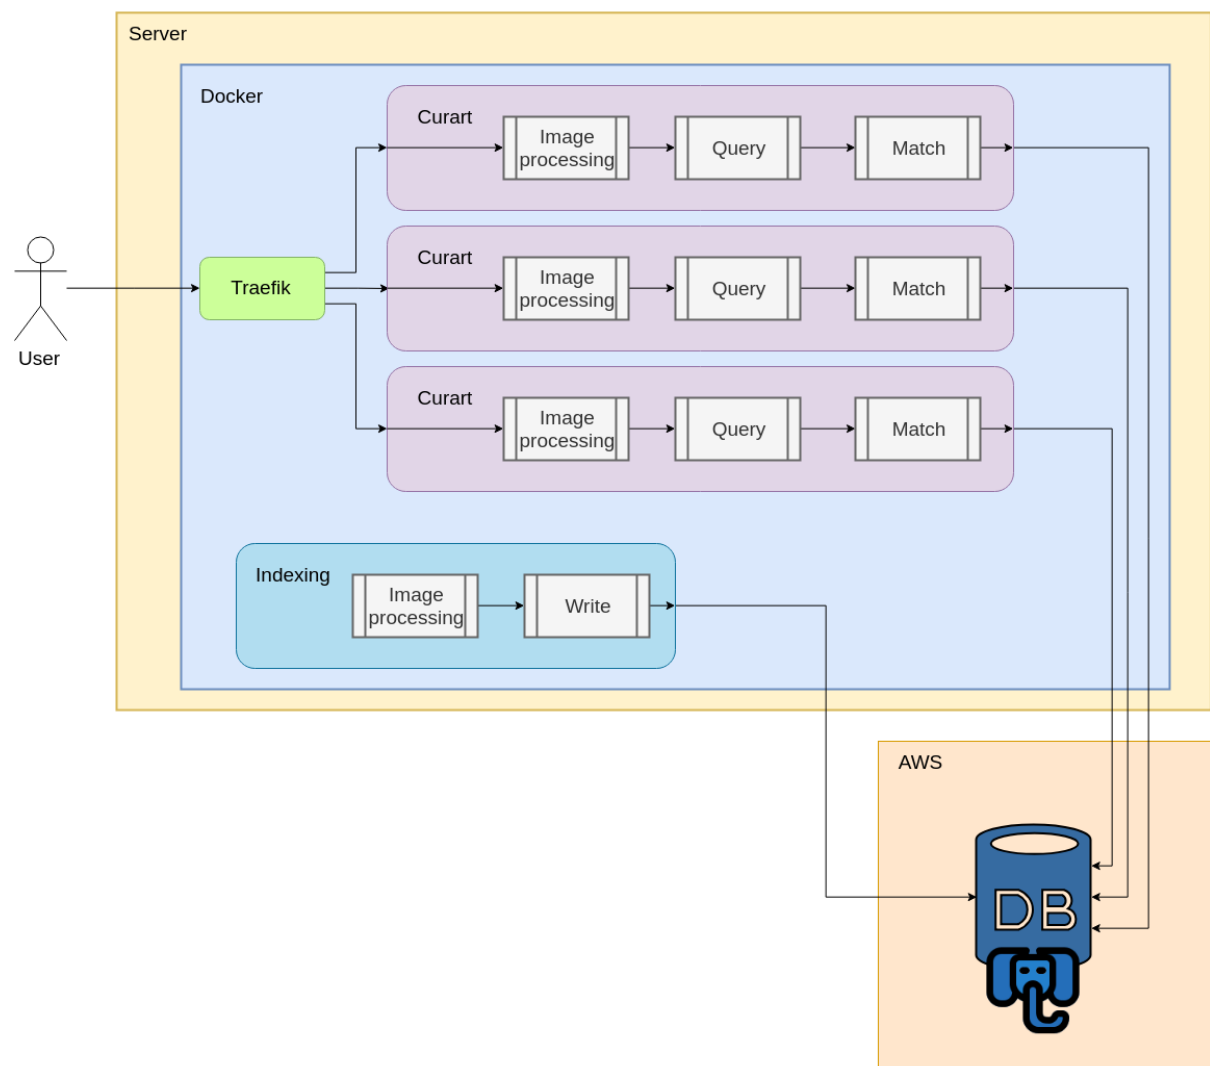 Server
Docker
Curart
Image
processing
Query
Match
Curart
Image
processing
Query
Match
Traefik
User
Curart
Image
processing
Query
Match
Indexing
Image
processing
Write
AWS
DB